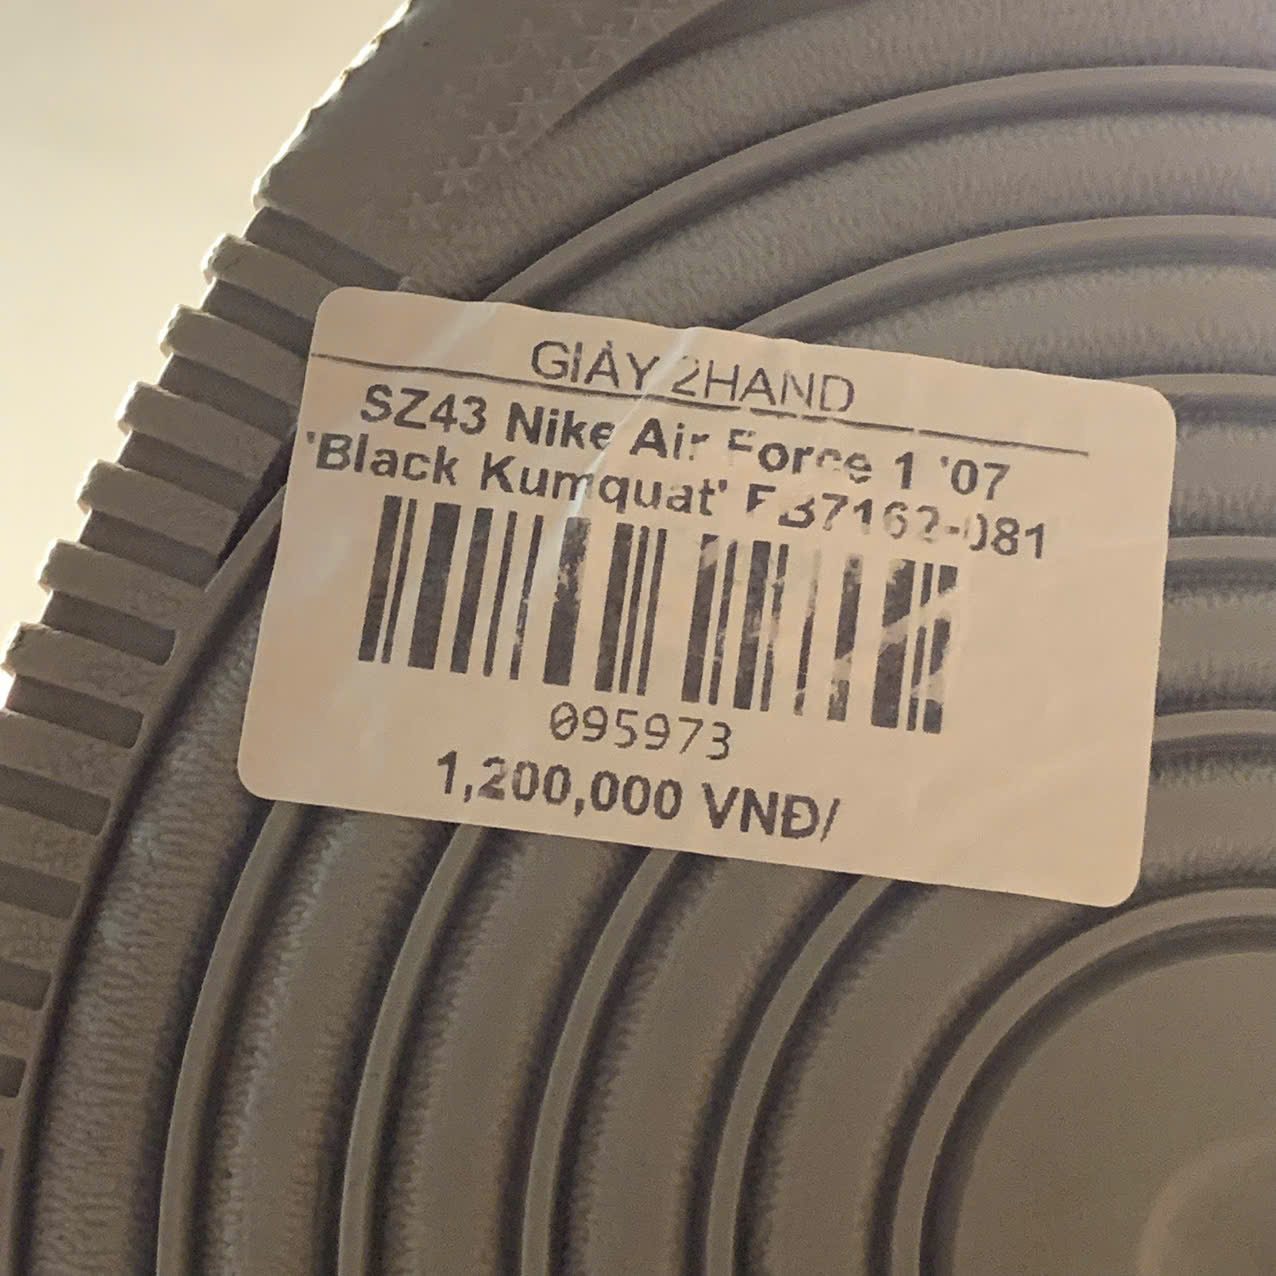 GIÀY 2HAND
SZ43 Nike Air Force 1 '07
'Black Kumquat' FB7162-081
095973
1,200,000 VNĐ/